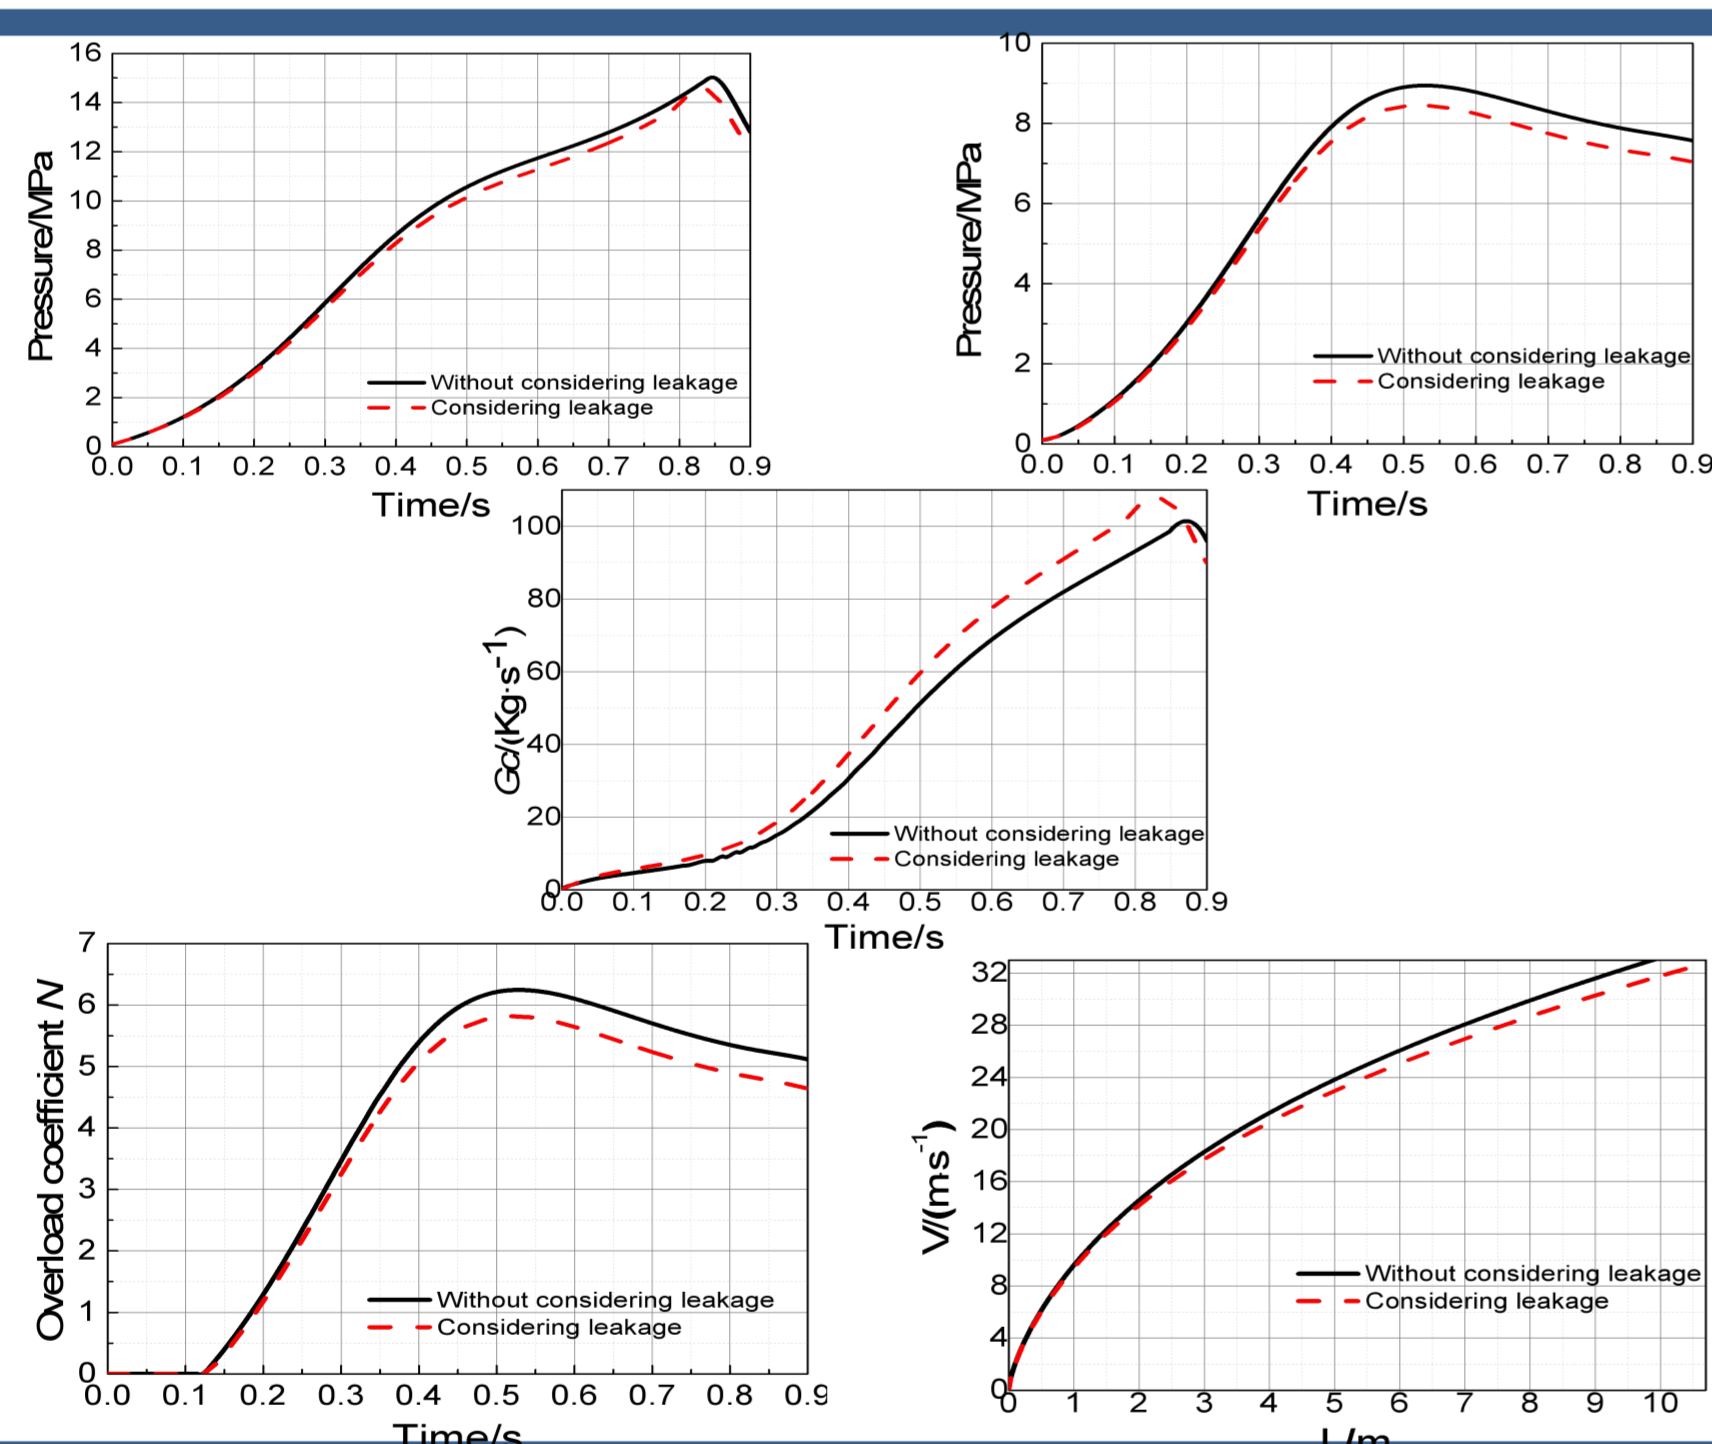 16
14
12
10
8
6
4
2
0
Pressure/MPa
Without considering leakage
Considering leakage
0.0 0.1 0.2 0.3 0.4 0.5 0.6 0.7 0.8 0.9
Time/s
10
8
6
4
2
0
Pressure/MPa
Without considering leakage
Considering leakage
0.0 0.1 0.2 0.3 0.4 0.5 0.6 0.7 0.8 0.9
Time/s
100
80
60
40
20
0
Gc/(Kg·s⁻¹)
Without considering leakage
Considering leakage
0.0 0.1 0.2 0.3 0.4 0.5 0.6 0.7 0.8 0.9
Time/s
7
6
5
4
3
2
1
0
Overload coefficient N
Without considering leakage
Considering leakage
0.0 0.1 0.2 0.3 0.4 0.5 0.6 0.7 0.8 0.9
Time/s
32
28
24
20
16
12
8
4
0
V/(m·s⁻¹)
Without considering leakage
Considering leakage
0 1 2 3 4 5 6 7 8 9 10
L/m